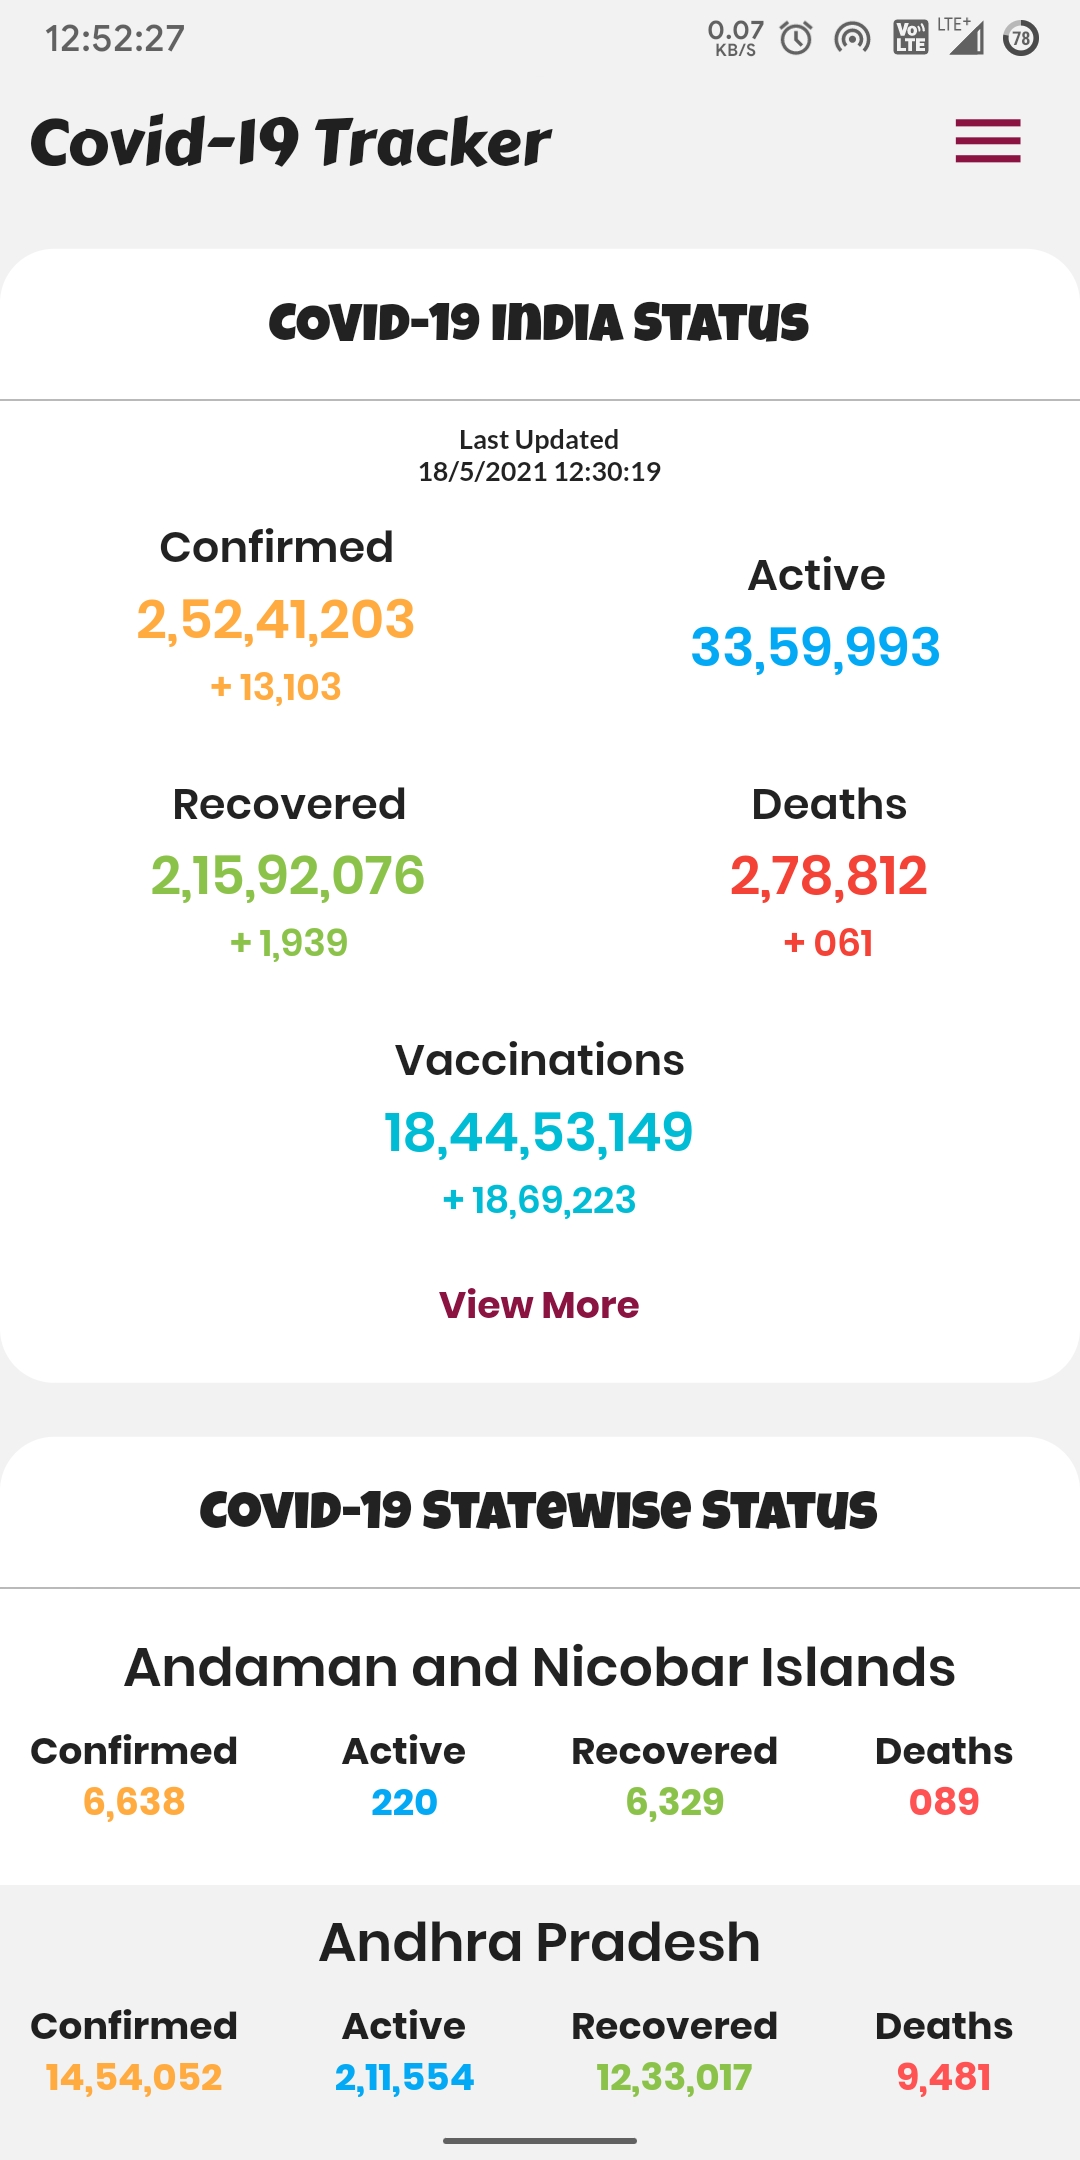 12:52:27
0.07 KB/S VoLTE LTE+ 78
Covid-19 Tracker
COVID-19 INDIA STATUS
Last Updated
18/5/2021 12:30:19
Confirmed
2,52,41,203
+ 13,103
Active
33,59,993
Recovered
2,15,92,076
+ 1,939
Deaths
2,78,812
+ 061
Vaccinations
18,44,53,149
+ 18,69,223
View More
COVID-19 STATEWISE STATUS
Andaman and Nicobar Islands
Confirmed Active Recovered Deaths
6,638 220 6,329 089
Andhra Pradesh
Confirmed Active Recovered Deaths
14,54,052 2,11,554 12,33,017 9,481